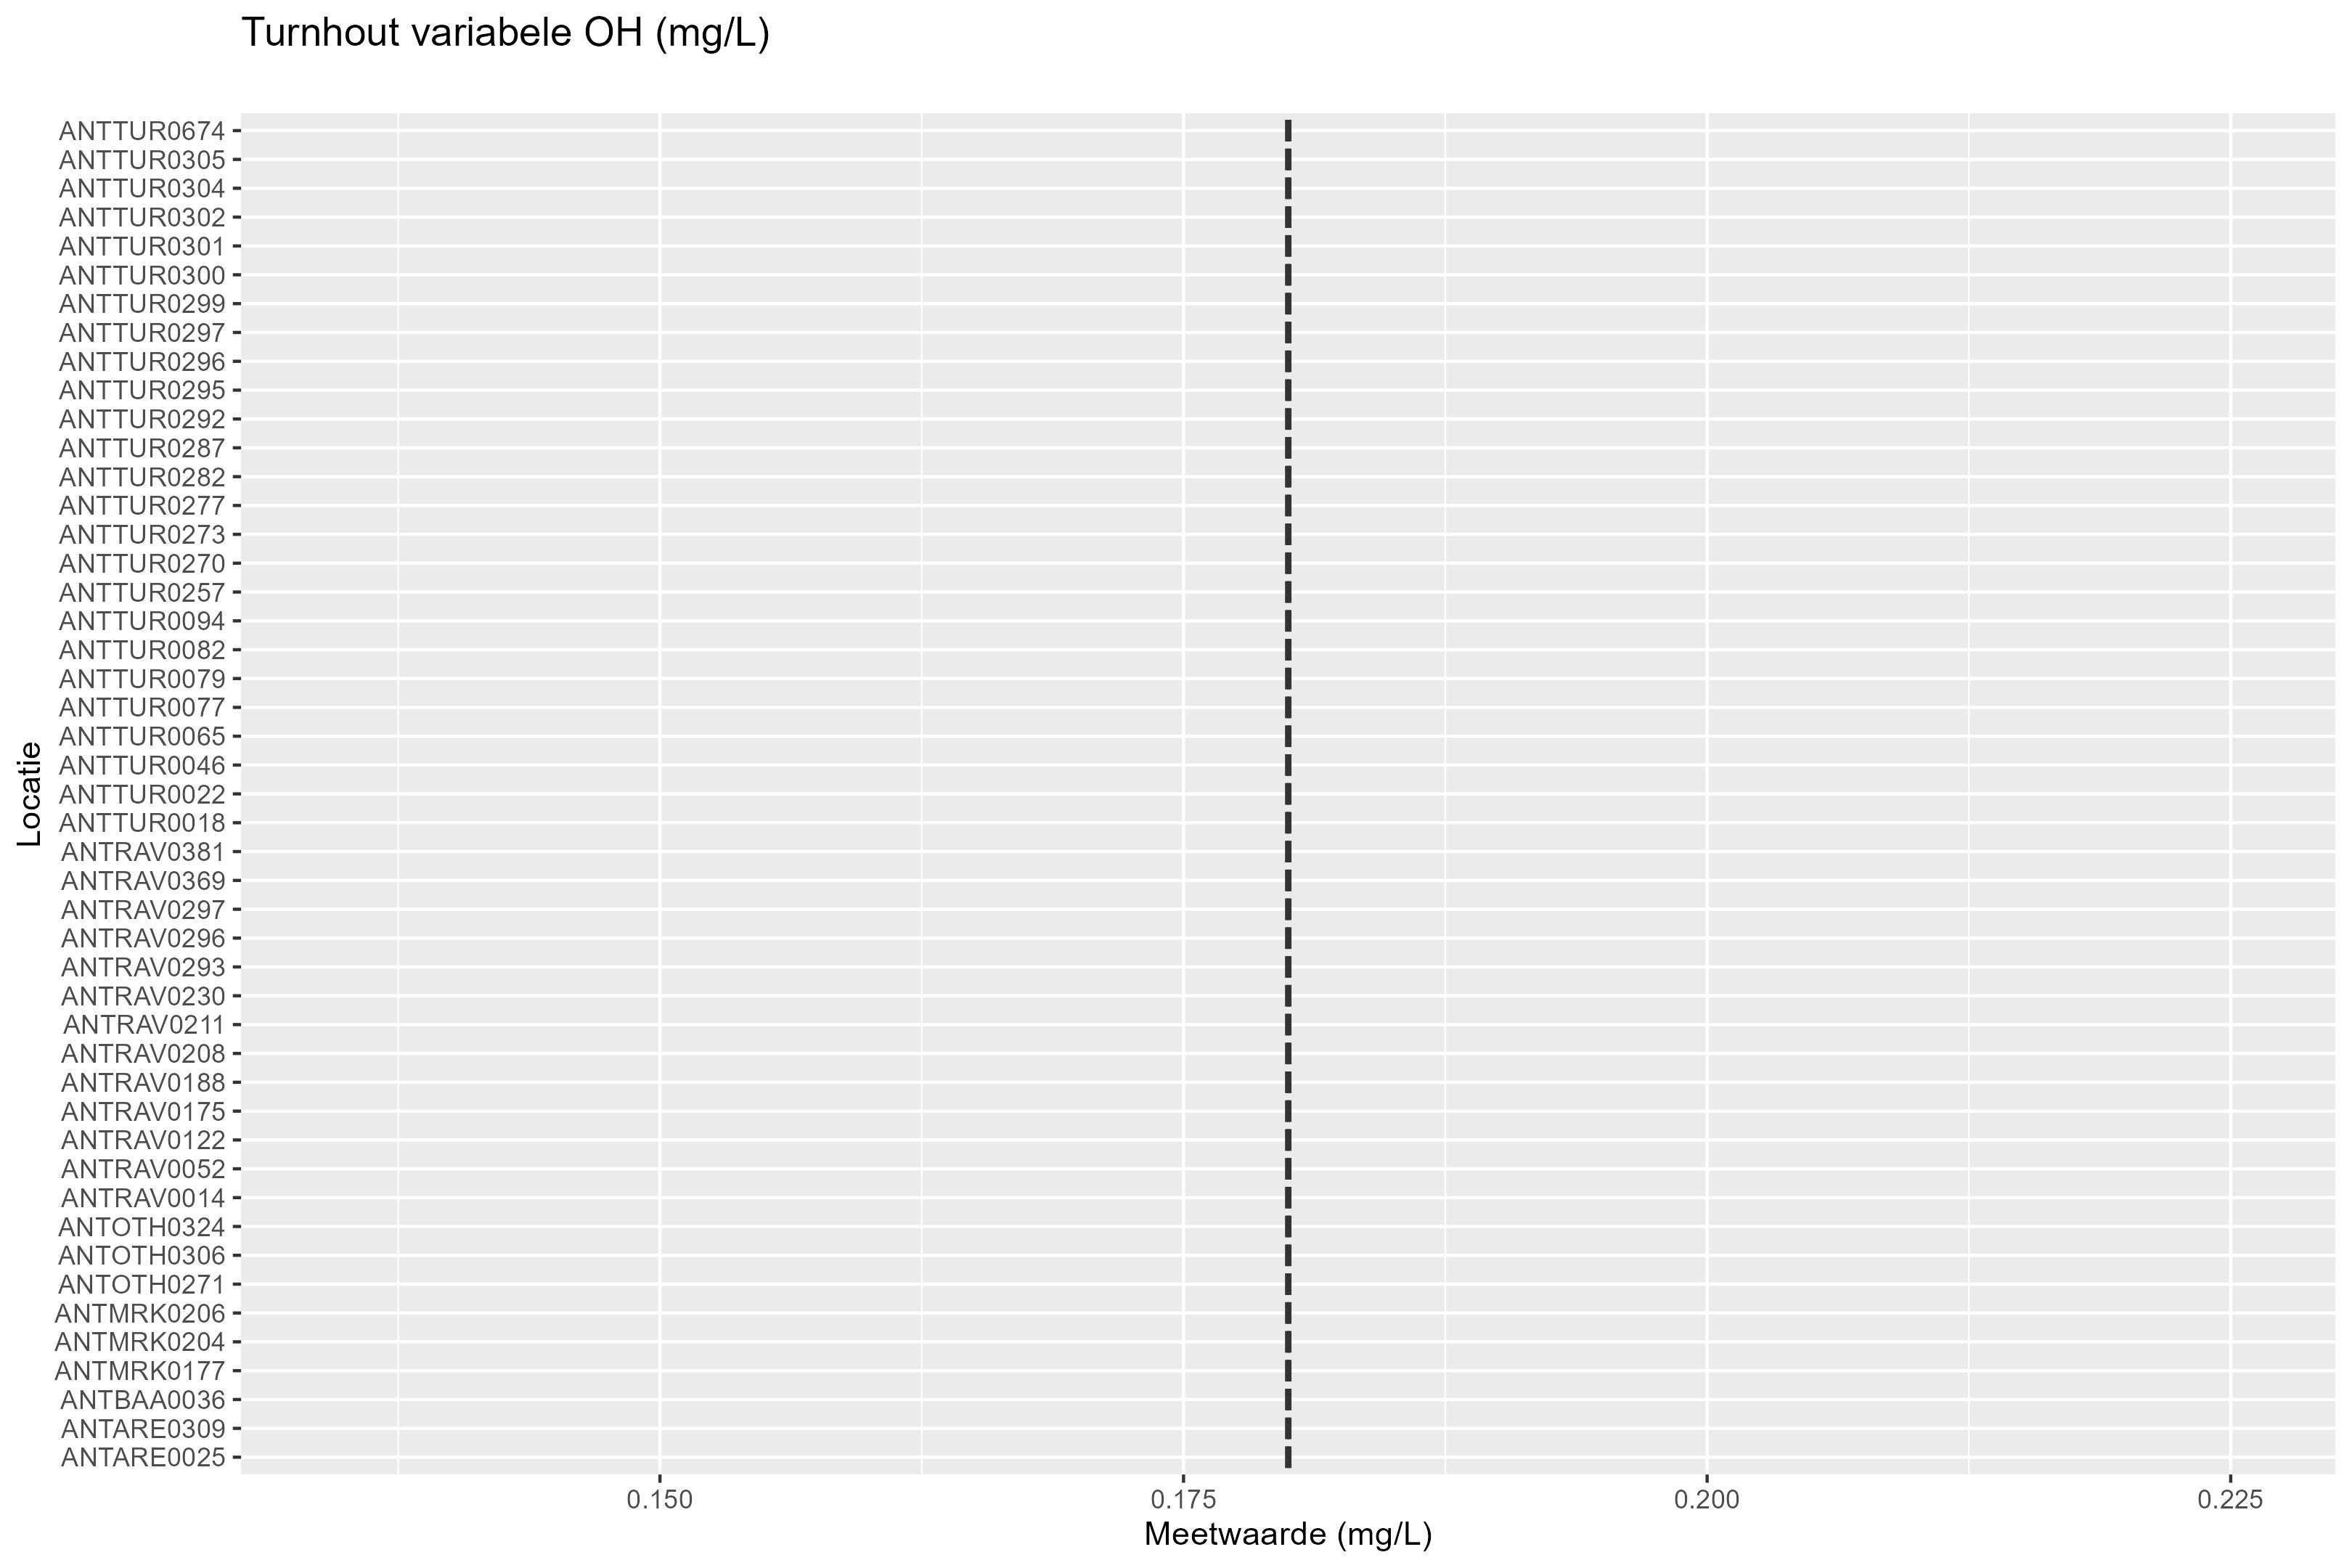 Turnhout variabele OH (mg/L)
ANTTUR0674
ANTTUR0305
ANTTUR0304
ANTTUR0302
ANTTUR0301
ANTTUR0300
ANTTUR0299
ANTTUR0297
ANTTUR0296
ANTTUR0295
ANTTUR0292
ANTTUR0287
ANTTUR0282
ANTTUR0277
ANTTUR0273
ANTTUR0270
ANTTUR0257
ANTTUR0094
ANTTUR0082
ANTTUR0079
ANTTUR0077
ANTTUR0065
ANTTUR0046
ANTTUR0022
ANTTUR0018
ANTRAV0381
ANTRAV0369
ANTRAV0297
ANTRAV0296
ANTRAV0293
ANTRAV0230
ANTRAV0211
ANTRAV0208
ANTRAV0188
ANTRAV0175
ANTRAV0122
ANTRAV0052
ANTRAV0014
ANTOTH0324
ANTOTH0306
ANTOTH0271
ANTMRK0206
ANTMRK0204
ANTMRK0177
ANTBAA0036
ANTARE0309
ANTARE0025
Locatie
0.150 0.175 0.200 0.225
Meetwaarde (mg/L)